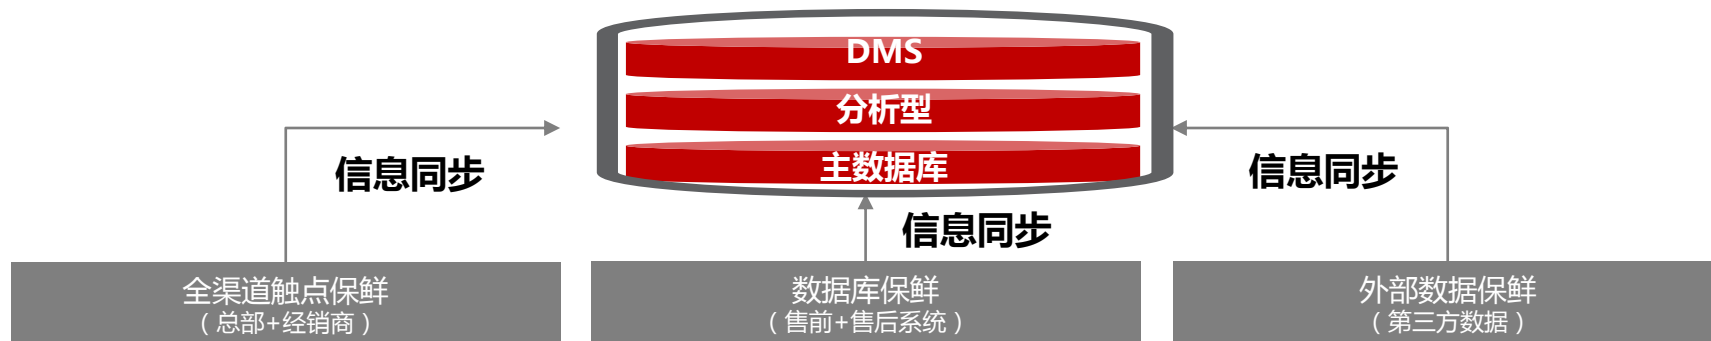 DMS
分析型
主数据库
信息同步
信息同步
信息同步
全渠道触点保鲜
（总部+经销商）
数据库保鲜
（售前+售后系统）
外部数据保鲜
（第三方数据）